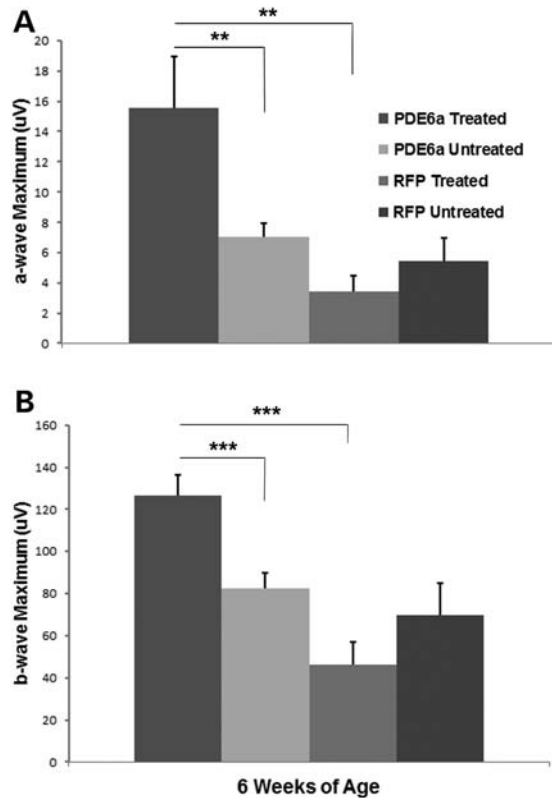 A
**
**
20
18
16
14
12
10
8
6
4
2
0
a-wave Maximum (uV)
PDE6a Treated
PDE6a Untreated
RFP Treated
RFP Untreated
B
***
***
160
140
120
100
80
60
40
20
0
b-wave Maximum (uV)
6 Weeks of Age